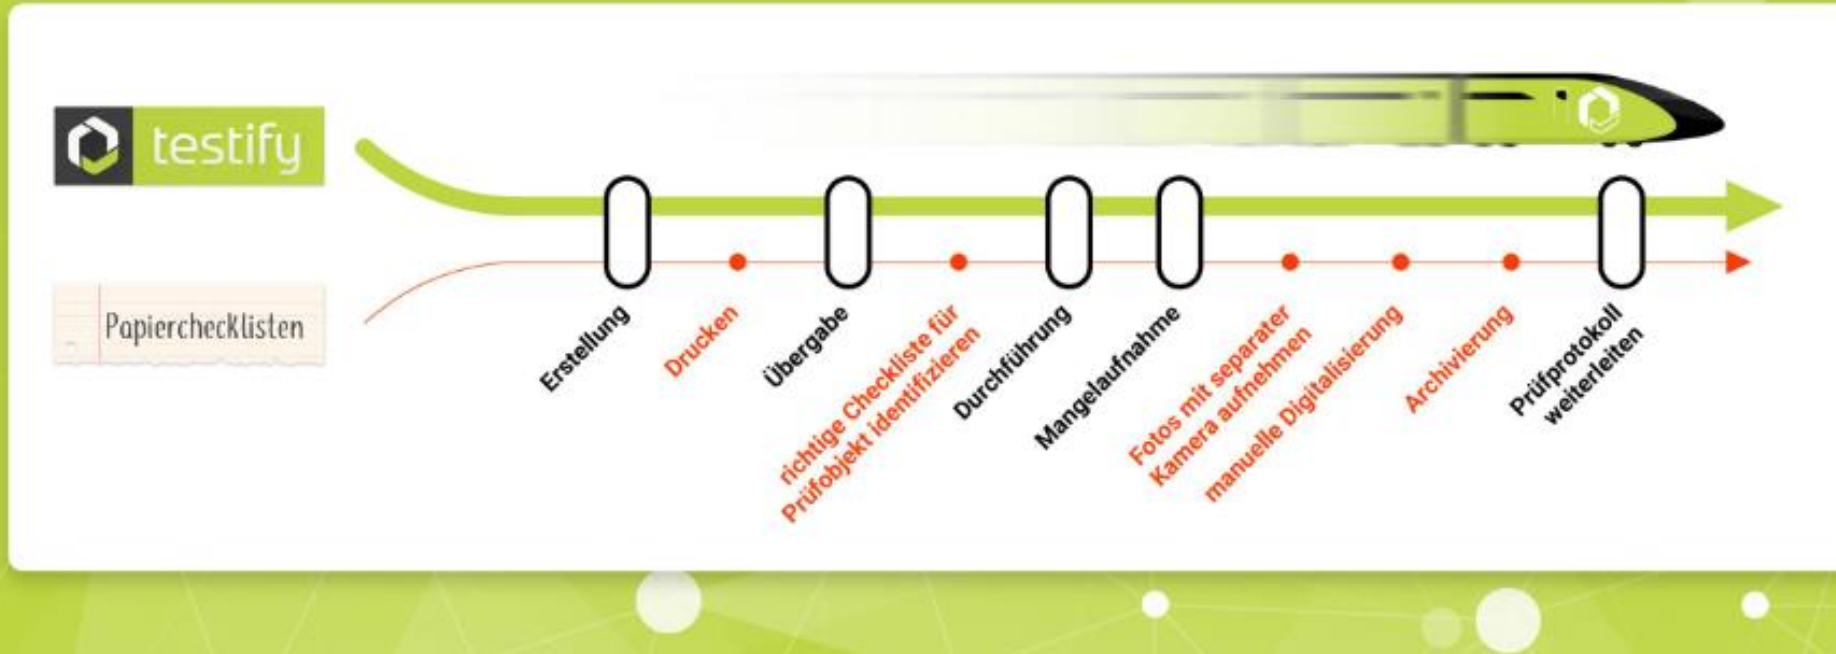 testify
Papierchecklisten
Erstellung
Drucken
Übergabe
richtige Checkliste für
Prüfobjekt identifizieren
Durchführung
Mangelaufnahme
Fotos mit separater
Kamera aufnehmen
manuelle Digitalisierung
Archivierung
Prüfprotokoll
weiterleiten